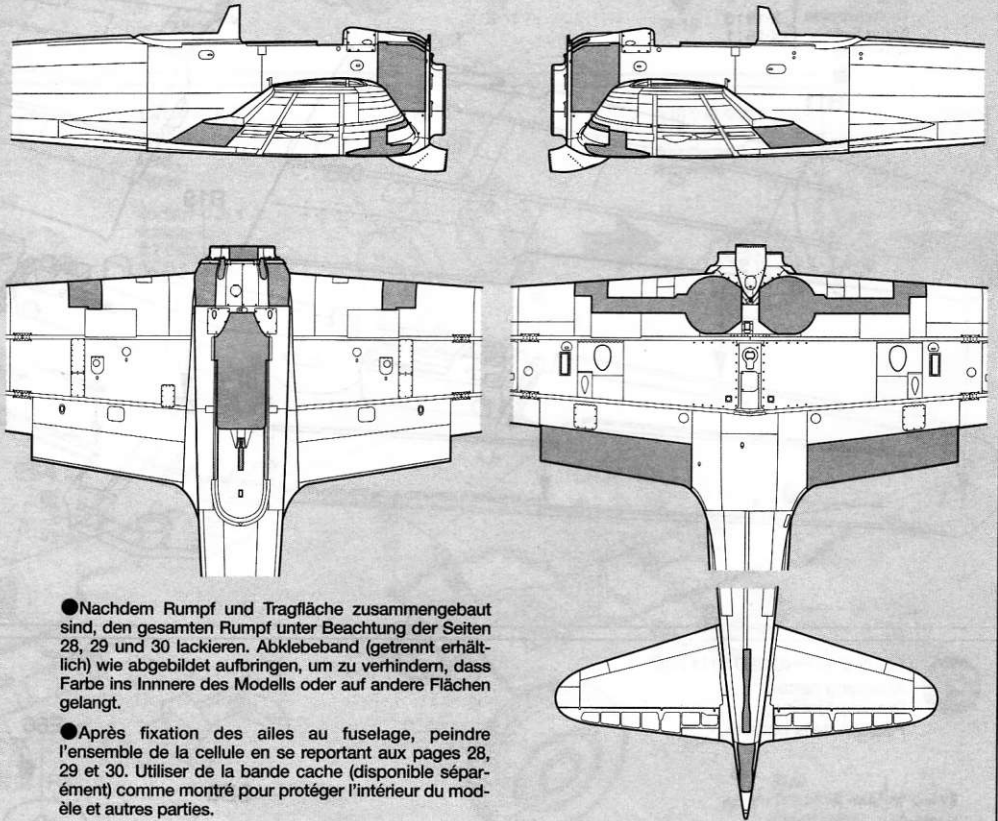 ●Nachdem Rumpf und Tragfläche zusammengebaut
sind, den gesamten Rumpf unter Beachtung der Seiten
28, 29 und 30 lackieren. Abklebeband (getrennt erhält-
lich) wie abgebildet aufbringen, um zu verhindern, dass
Farbe ins Innnere des Modells oder auf andere Flächen
gelangt.
●Après fixation des ailes au fuselage, peindre
l'ensemble de la cellule en se reportant aux pages 28,
29 et 30. Utiliser de la bande cache (disponible sépar-
ément) comme montré pour protéger l'intérieur du mod-
èle et autres parties.